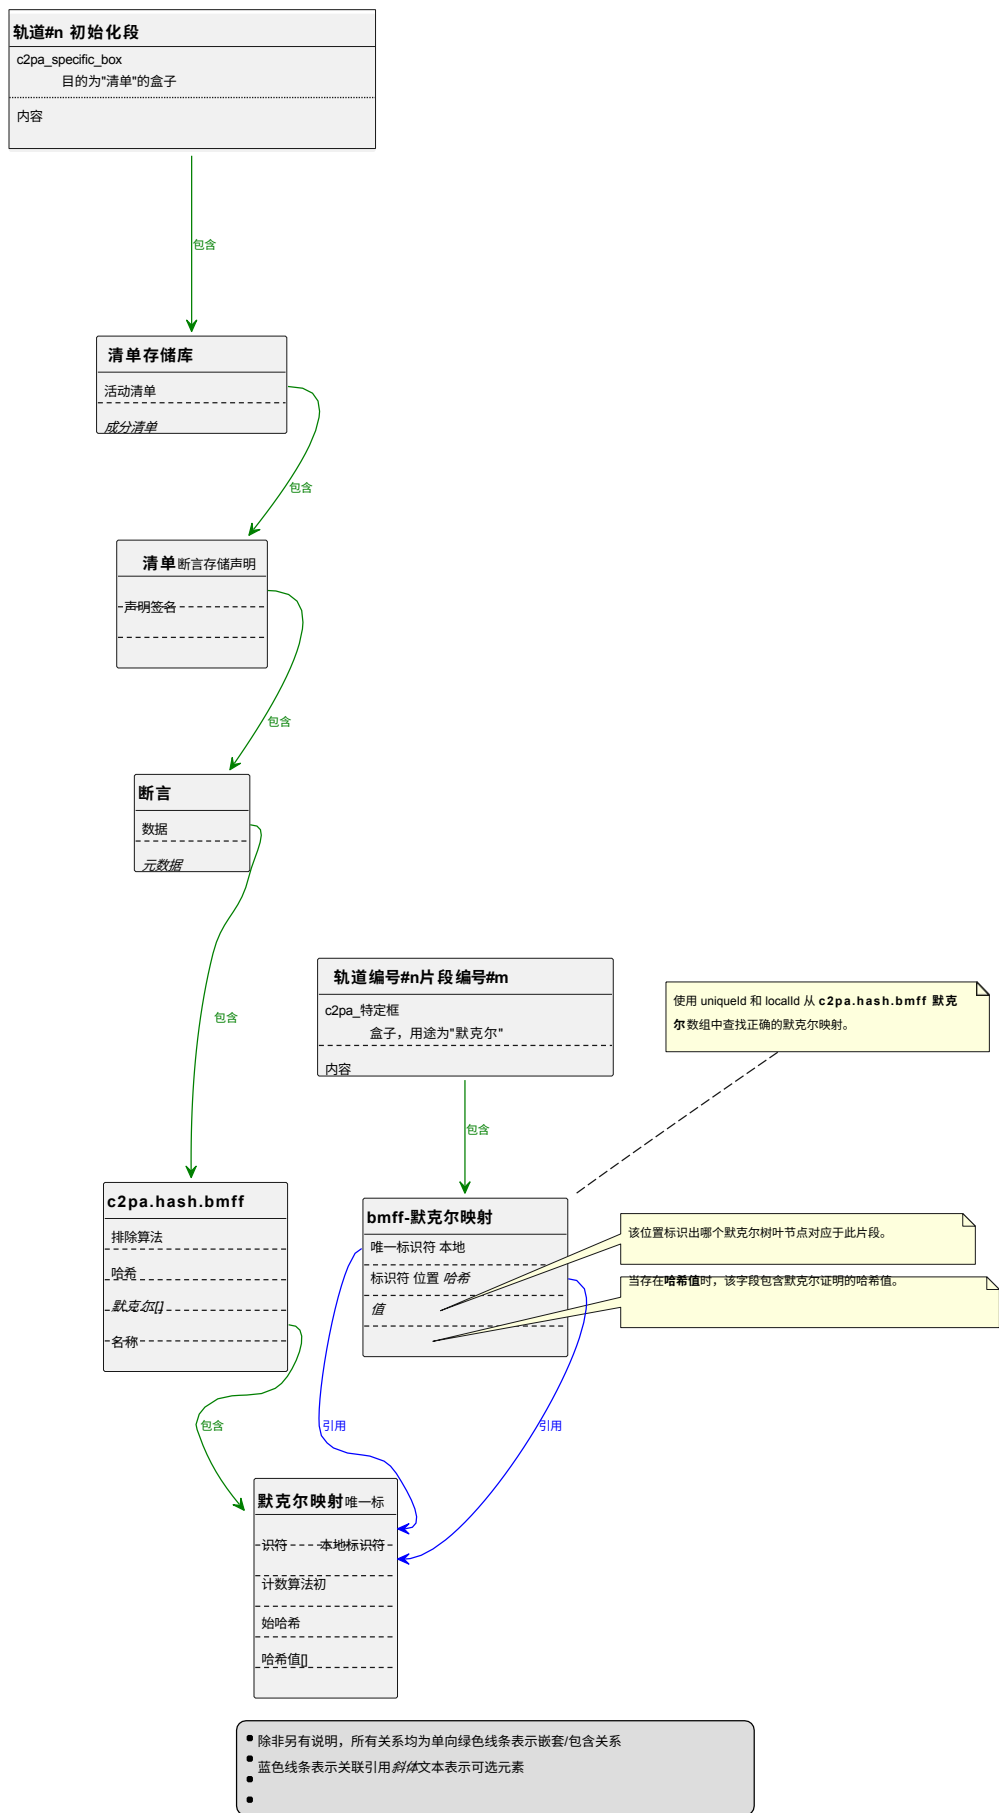 轨道#n 初始化段
c2pa_specific_box
目的为"清单"的盒子
内容
包含
清单存储库
活动清单
成分清单
包含
清单断言存储声明
声明签名
包含
断言
数据
元数据
包含
轨道编号#n片段编号#m
c2pa_特定框
盒子，用途为"默克尔"
内容
包含
使用 uniqueId 和 localId 从 c2pa.hash.bmff 默克
尔数组中查找正确的默克尔映射。
c2pa.hash.bmff
排除算法
哈希
默克尔[]
名称
包含
bmff-默克尔映射
唯一标识符 本地
标识符 位置 哈希
值
该位置标识出哪个默克尔树叶节点对应于此片段。
当存在哈希值时，该字段包含默克尔证明的哈希值。
引用
引用
默克尔映射唯一标
识符 本地标识符
计数算法初
始哈希
哈希值[]
除非另有说明，所有关系均为单向绿色线条表示嵌套/包含关系
蓝色线条表示关联引用斜体文本表示可选元素